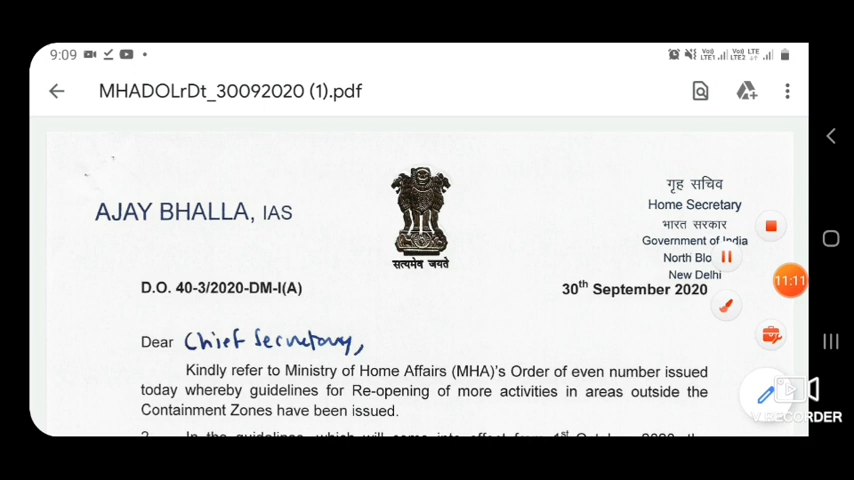 9:09
LTE1 LTE2 LTE
MHADOLrDt_30092020 (1).pdf
AJAY BHALLA, IAS
सत्यमेव जयते
गृह सचिव
Home Secretary
भारत सरकार
Government of India
North Blo
New Delhi
11:11
D.O. 40-3/2020-DM-I(A)
30th September 2020
Dear Chief Secretary,
Kindly refer to Ministry of Home Affairs (MHA)'s Order of even number issued
today whereby guidelines for Re-opening of more activities in areas outside the
Containment Zones have been issued.
V RECORDER